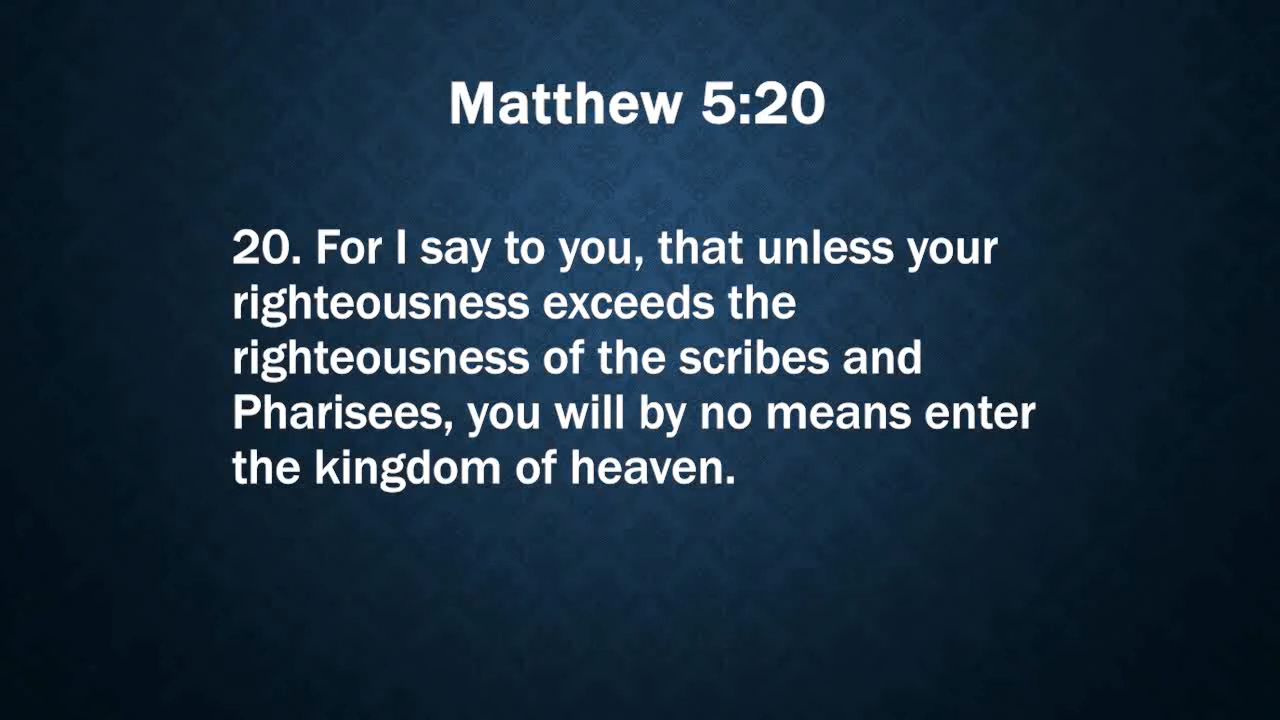 Matthew 5:20
20. For I say to you, that unless your
righteousness exceeds the
righteousness of the scribes and
Pharisees, you will by no means enter
the kingdom of heaven.